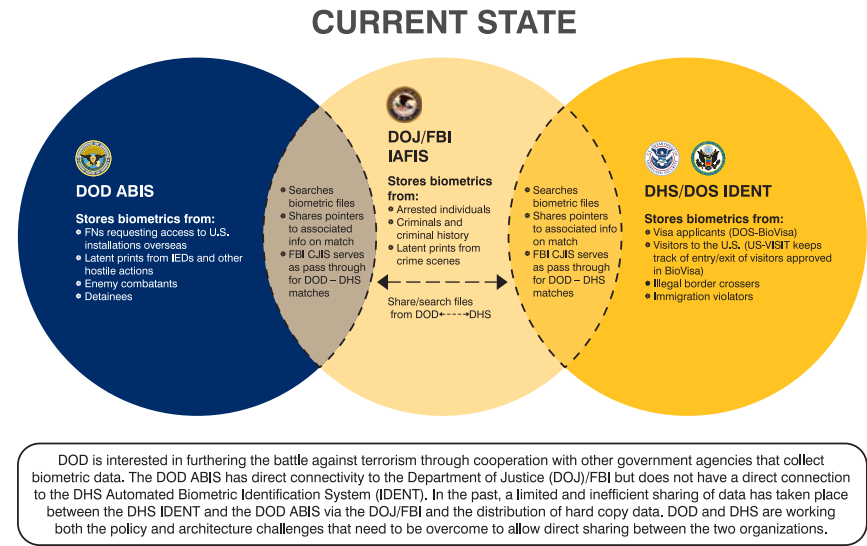 CURRENT STATE
DOD ABIS
Stores biometrics from:
FNs requesting access to U.S.
installations overseas
Latent prints from IEDs and other
hostile actions
Enemy combatants
Detainees
Searches
biometric files
Shares pointers
to associated
info on match
FBI CJIS serves
as pass through
for DOD – DHS
matches
DOJ/FBI
IAFIS
Stores biometrics
from:
Arrested individuals
Criminals and
criminal history
Latent prints from
crime scenes
Share/search files
from DOD DHS
Searches
biometric files
Shares pointers
to associated info
on match
FBI CJIS serves
as pass through
for DOD – DHS
matches
DHS/DOS IDENT
Stores biometrics from:
Visa applicants (DOS-BioVisa)
Visitors to the U.S. (US-VISIT keeps
track of entry/exit of visitors approved
in BioVisa)
Illegal border crossers
Immigration violators
DOD is interested in furthering the battle against terrorism through cooperation with other government agencies that collect
biometric data. The DOD ABIS has direct connectivity to the Department of Justice (DOJ)/FBI but does not have a direct connection
to the DHS Automated Biometric Identification System (IDENT). In the past, a limited and inefficient sharing of data has taken place
between the DHS IDENT and the DOD ABIS via the DOJ/FBI and the distribution of hard copy data. DOD and DHS are working
both the policy and architecture challenges that need to be overcome to allow direct sharing between the two organizations.